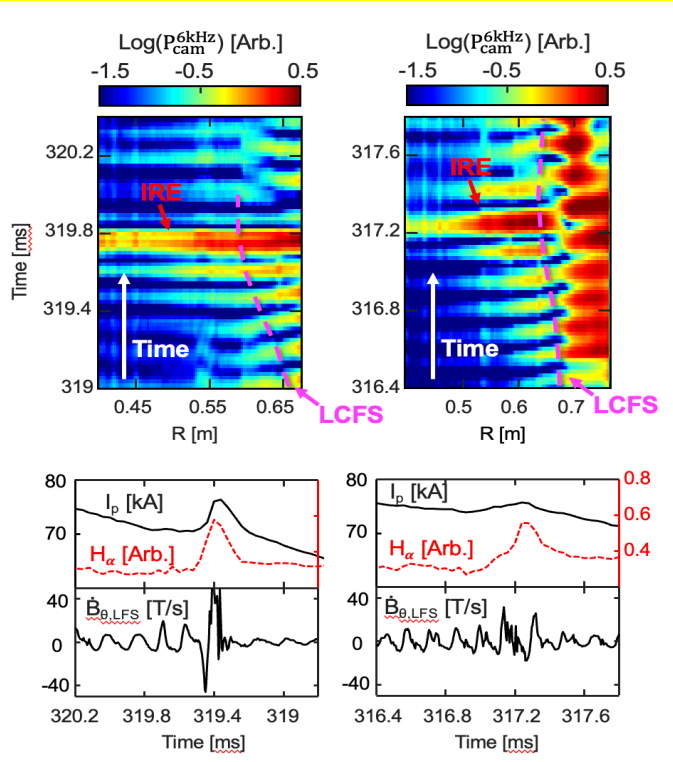 Log(P_cam^6kHz) [Arb.]
Log(P_cam^6kHz) [Arb.]
-1.5
0.5
-1.5
0.5
320.2
319.8
319.4
319
Time [ms]
IRE
Time
LCFS
0.45
0.55
0.65
R [m]
317.6
317.2
316.8
316.4
IRE
Time
LCFS
0.5
0.6
0.7
R [m]
80
70
I_p [kA]
H_α [Arb.]
40
0
-40
Ḃ_θ,LFS [T/s]
320.2
319.8
319.4
319
Time [ms]
80
70
I_p [kA]
H_α [Arb.]
0.8
0.6
0.4
40
0
-40
Ḃ_θ,LFS [T/s]
316.4
316.8
317.2
317.6
Time [ms]